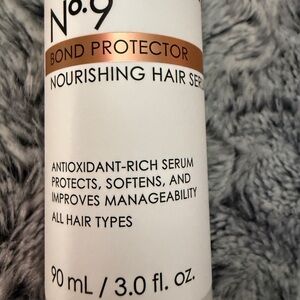 Nº.9
BOND PROTECTOR
NOURISHING HAIR SER
ANTIOXIDANT-RICH SERUM
PROTECTS, SOFTENS, AND
IMPROVES MANAGEABILITY
ALL HAIR TYPES
90 mL / 3.0 fl. oz.